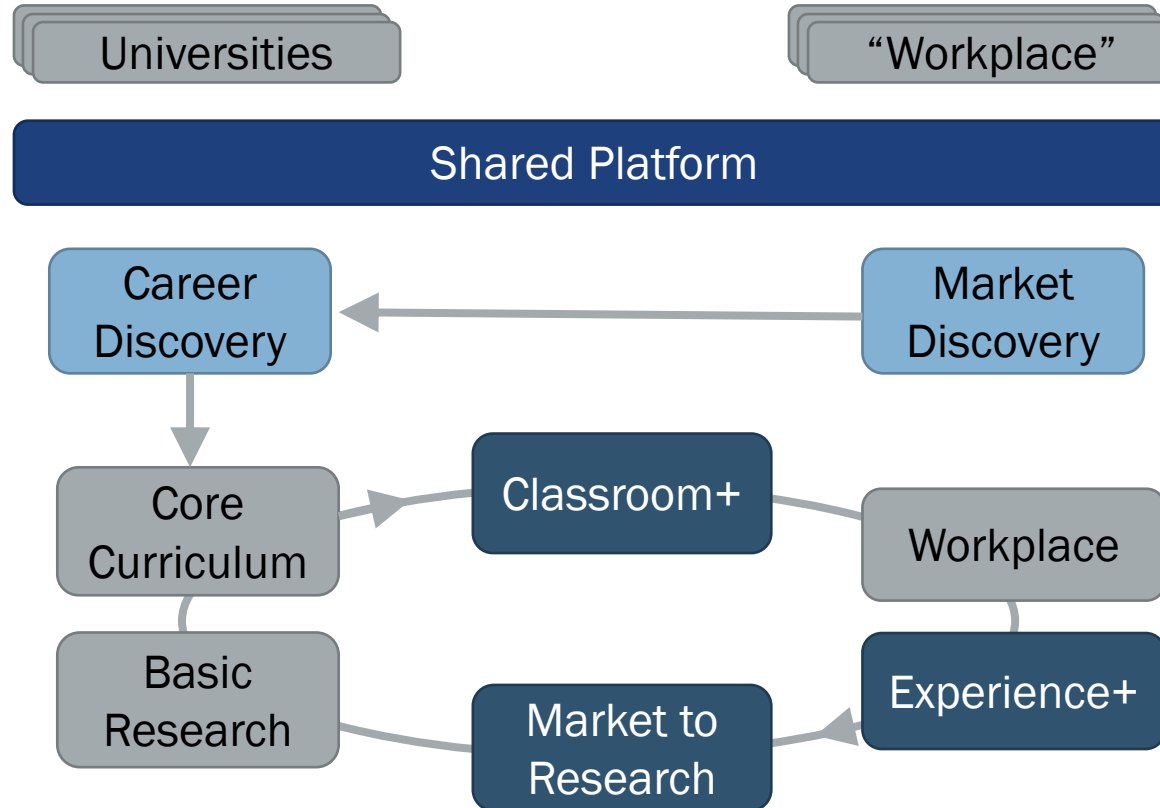 Universities
“Workplace”
Shared Platform
Career
Discovery
Market
Discovery
Core
Curriculum
Classroom+
Workplace
Basic
Research
Market to
Research
Experience+